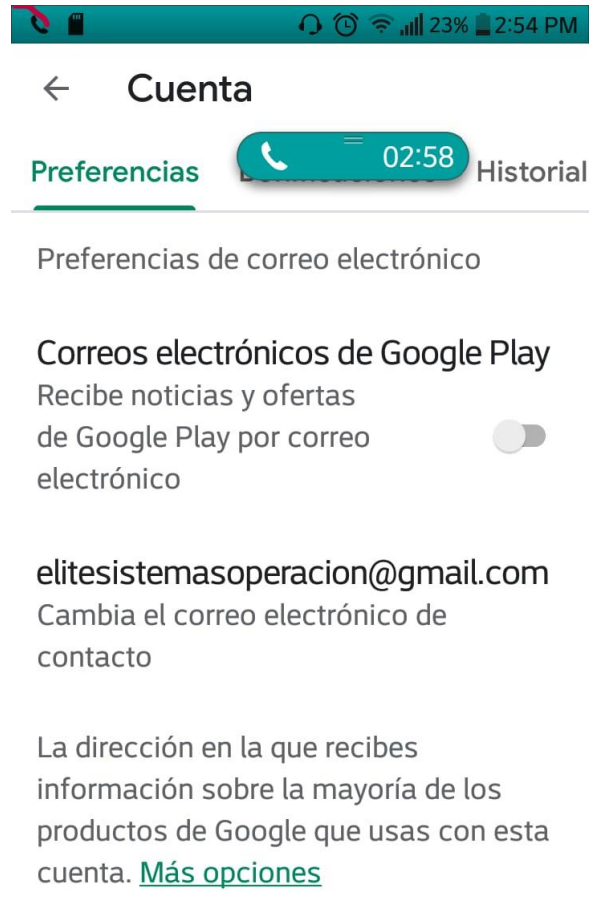 23% 2:54 PM
Cuenta
Preferencias
02:58
Historial
Preferencias de correo electrónico
Correos electrónicos de Google Play
Recibe noticias y ofertas
de Google Play por correo
electrónico
elitesistemasoperacion@gmail.com
Cambia el correo electrónico de
contacto
La dirección en la que recibes
información sobre la mayoría de los
productos de Google que usas con esta
cuenta. Más opciones